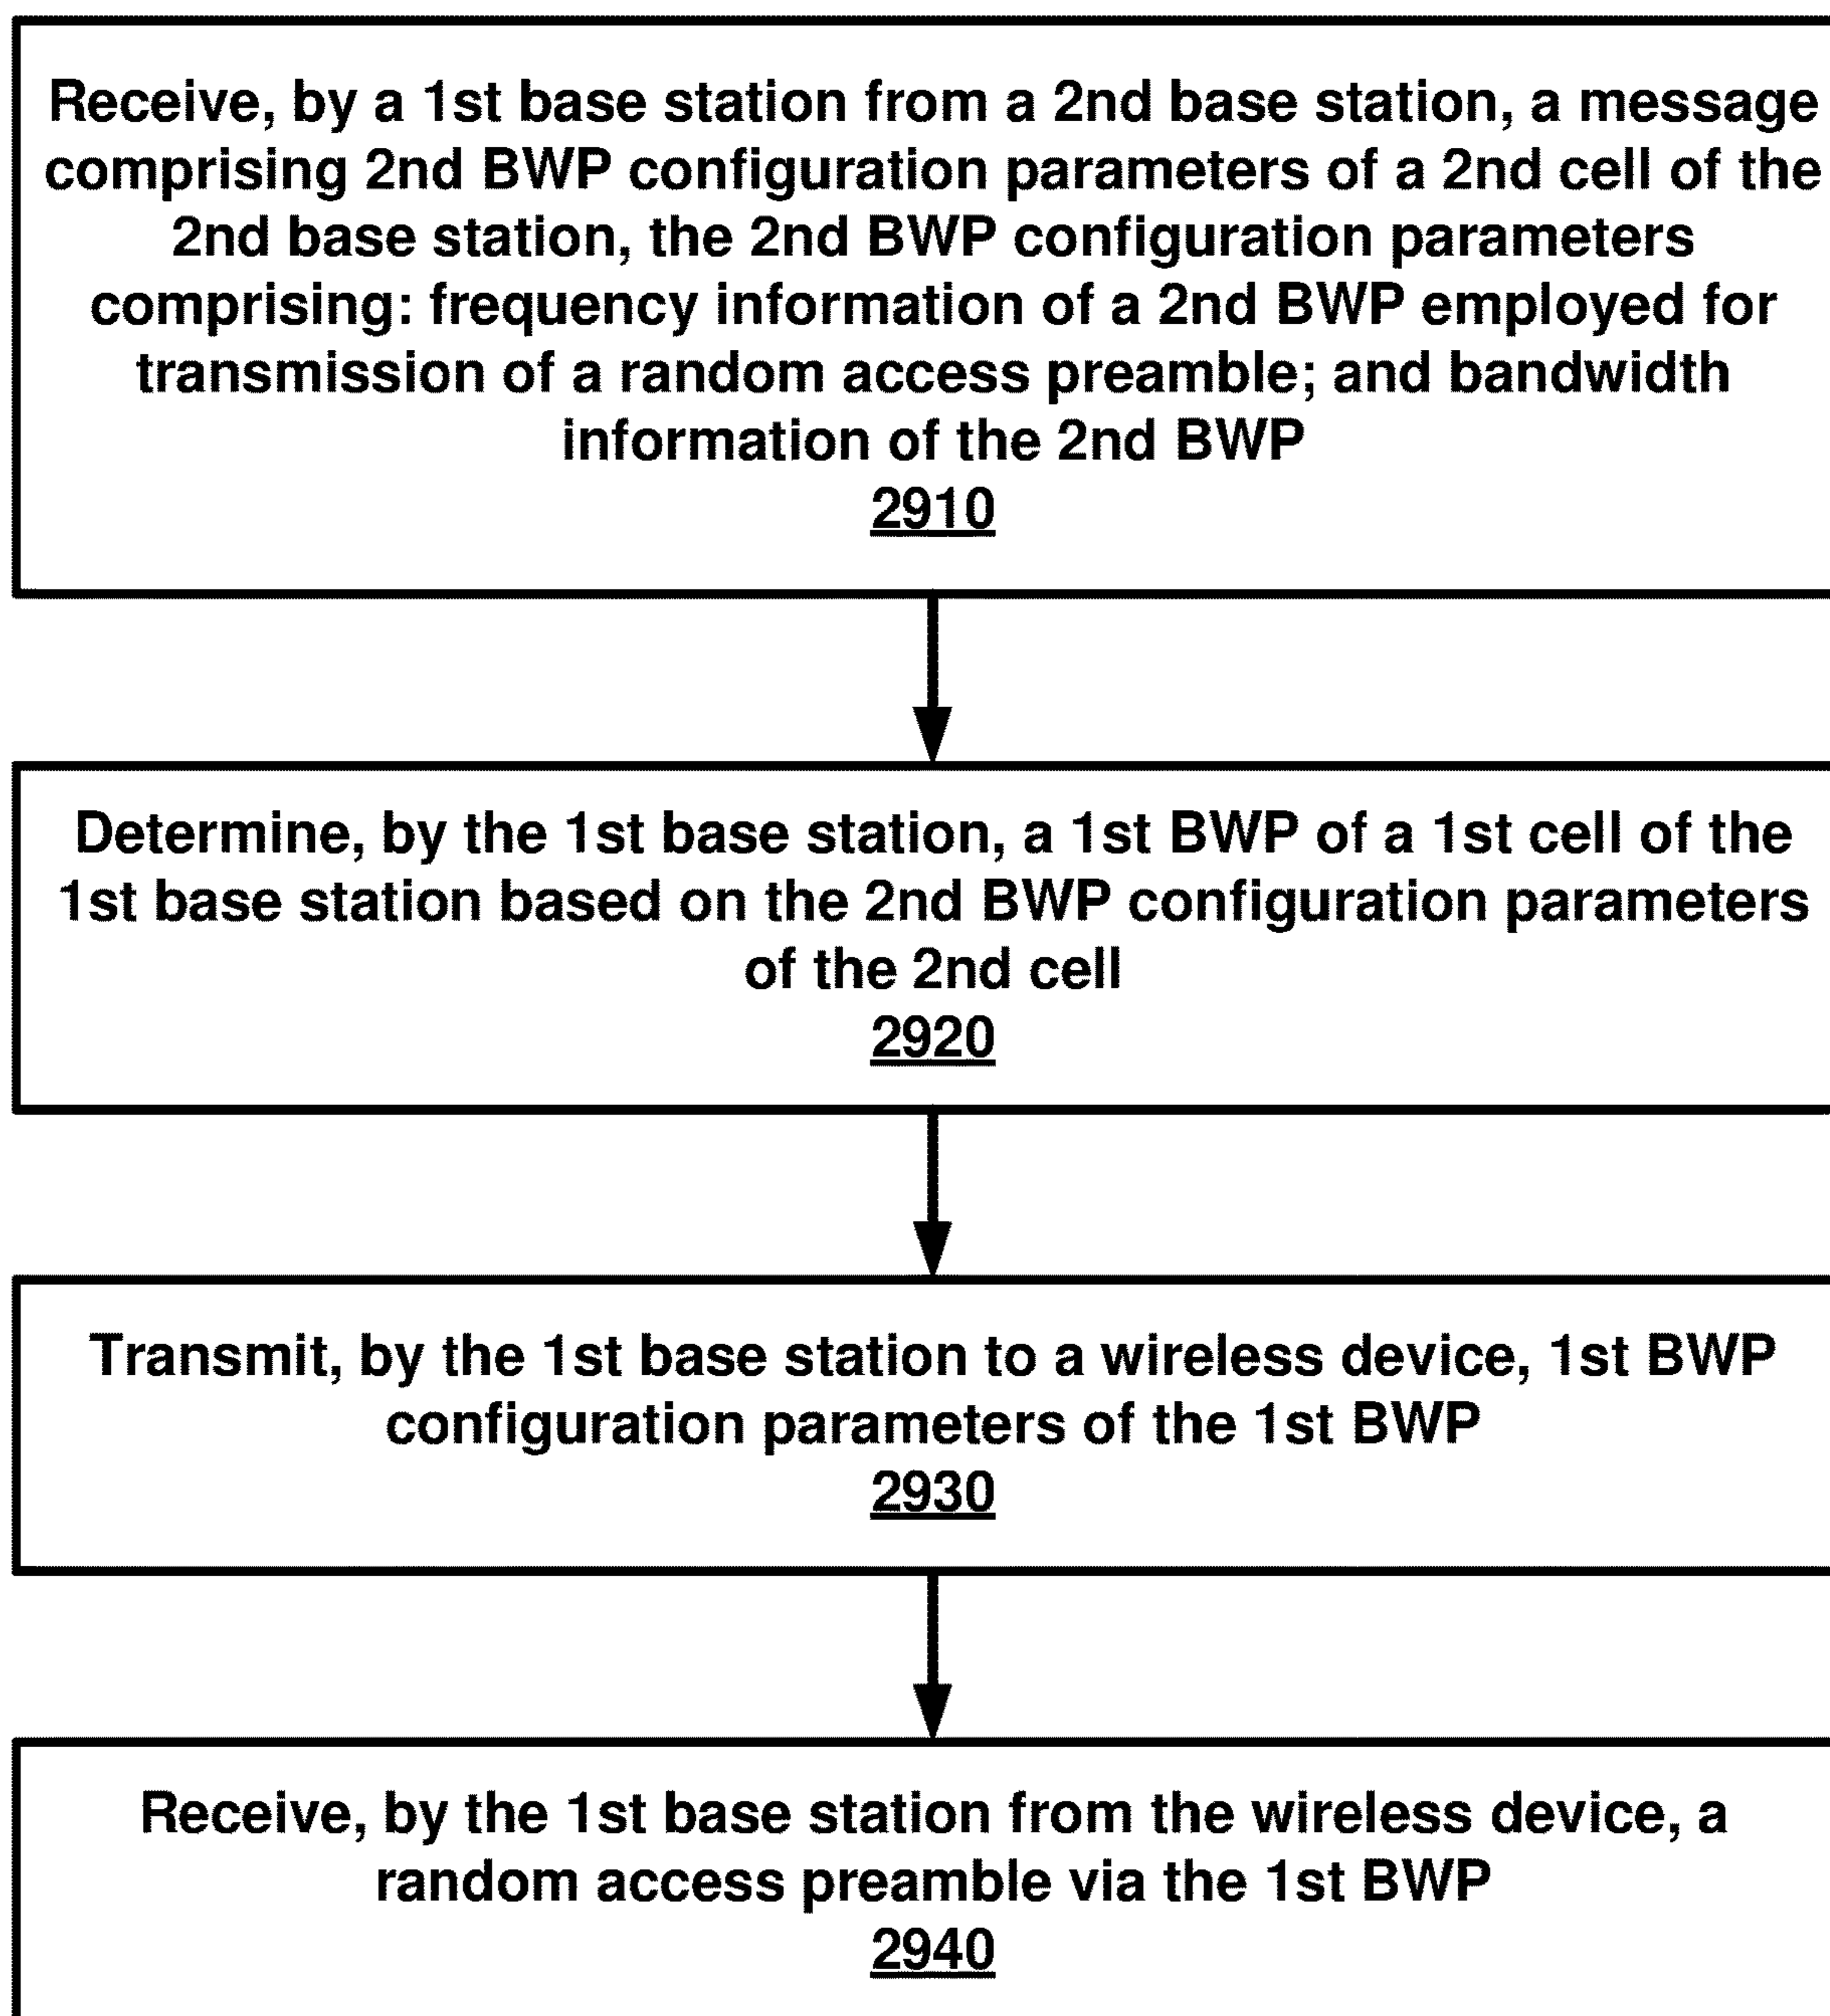 Receive, by a 1st base station from a 2nd base station, a message
comprising 2nd BWP configuration parameters of a 2nd cell of the
2nd base station, the 2nd BWP configuration parameters
comprising: frequency information of a 2nd BWP employed for
transmission of a random access preamble; and bandwidth
information of the 2nd BWP
2910
Determine, by the 1st base station, a 1st BWP of a 1st cell of the
1st base station based on the 2nd BWP configuration parameters
of the 2nd cell
2920
Transmit, by the 1st base station to a wireless device, 1st BWP
configuration parameters of the 1st BWP
2930
Receive, by the 1st base station from the wireless device, a
random access preamble via the 1st BWP
2940